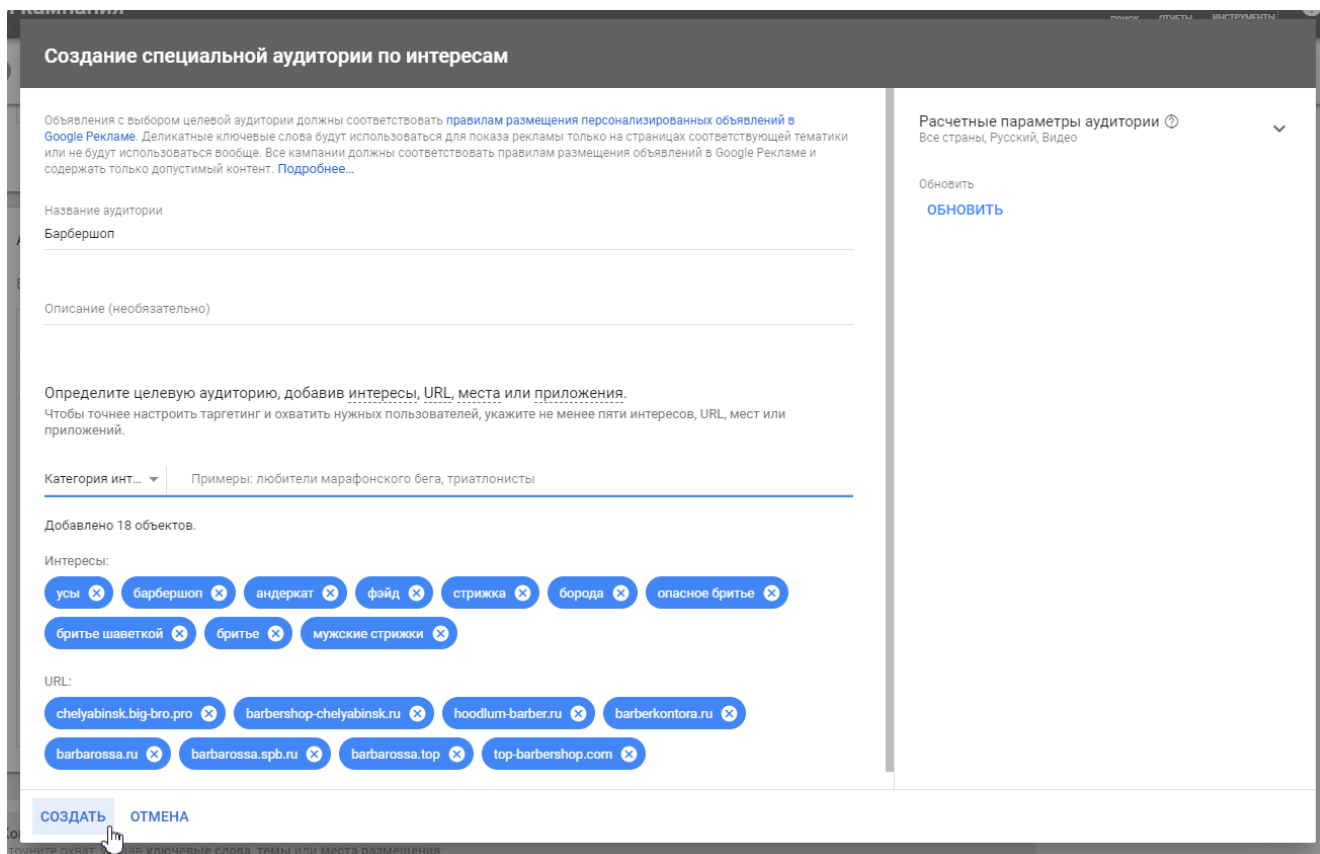 кампания
ПОИСК ОТЧЕТЫ ИНСТРУМЕНТЫ
Создание специальной аудитории по интересам
Объявления с выбором целевой аудитории должны соответствовать правилам размещения персонализированных объявлений в
Google Рекламе. Деликатные ключевые слова будут использоваться для показа рекламы только на страницах соответствующей тематики
или не будут использоваться вообще. Все кампании должны соответствовать правилам размещения объявлений в Google Рекламе и
содержать только допустимый контент. Подробнее...
Название аудитории
Барбершоп
Описание (необязательно)
Определите целевую аудиторию, добавив интересы, URL, места или приложения.
Чтобы точнее настроить таргетинг и охватить нужных пользователей, укажите не менее пяти интересов, URL, мест или
приложений.
Категория инт... Примеры: любители марафонского бега, триатлонисты
Добавлено 18 объектов.
Интересы:
усы барбершоп андеркат фэйд стрижка борода опасное бритье
бритье шаветкой бритье мужские стрижки
URL:
chelyabinsk.big-bro.pro barbershop-chelyabinsk.ru hoodlum-barber.ru barberkontora.ru
barbarossa.ru barbarossa.spb.ru barbarossa.top top-barbershop.com
СОЗДАТЬ ОТМЕНА
Расчетные параметры аудитории
Все страны, Русский, Видео
Обновить
ОБНОВИТЬ
ключевые слова, темы или места размещения